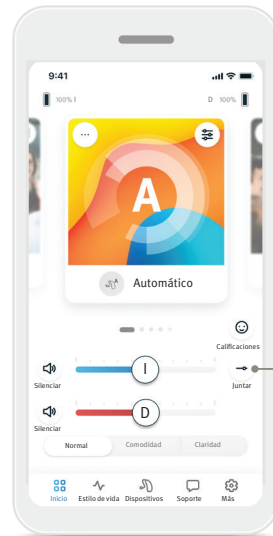 9:41
100% I
D 100%
A
A
Automático
Calificaciones
I
Silenciar
Juntar
D
Silenciar
Normal Comodidad Claridad
Inicio Estilo de vida Dispositivos Soporte Más